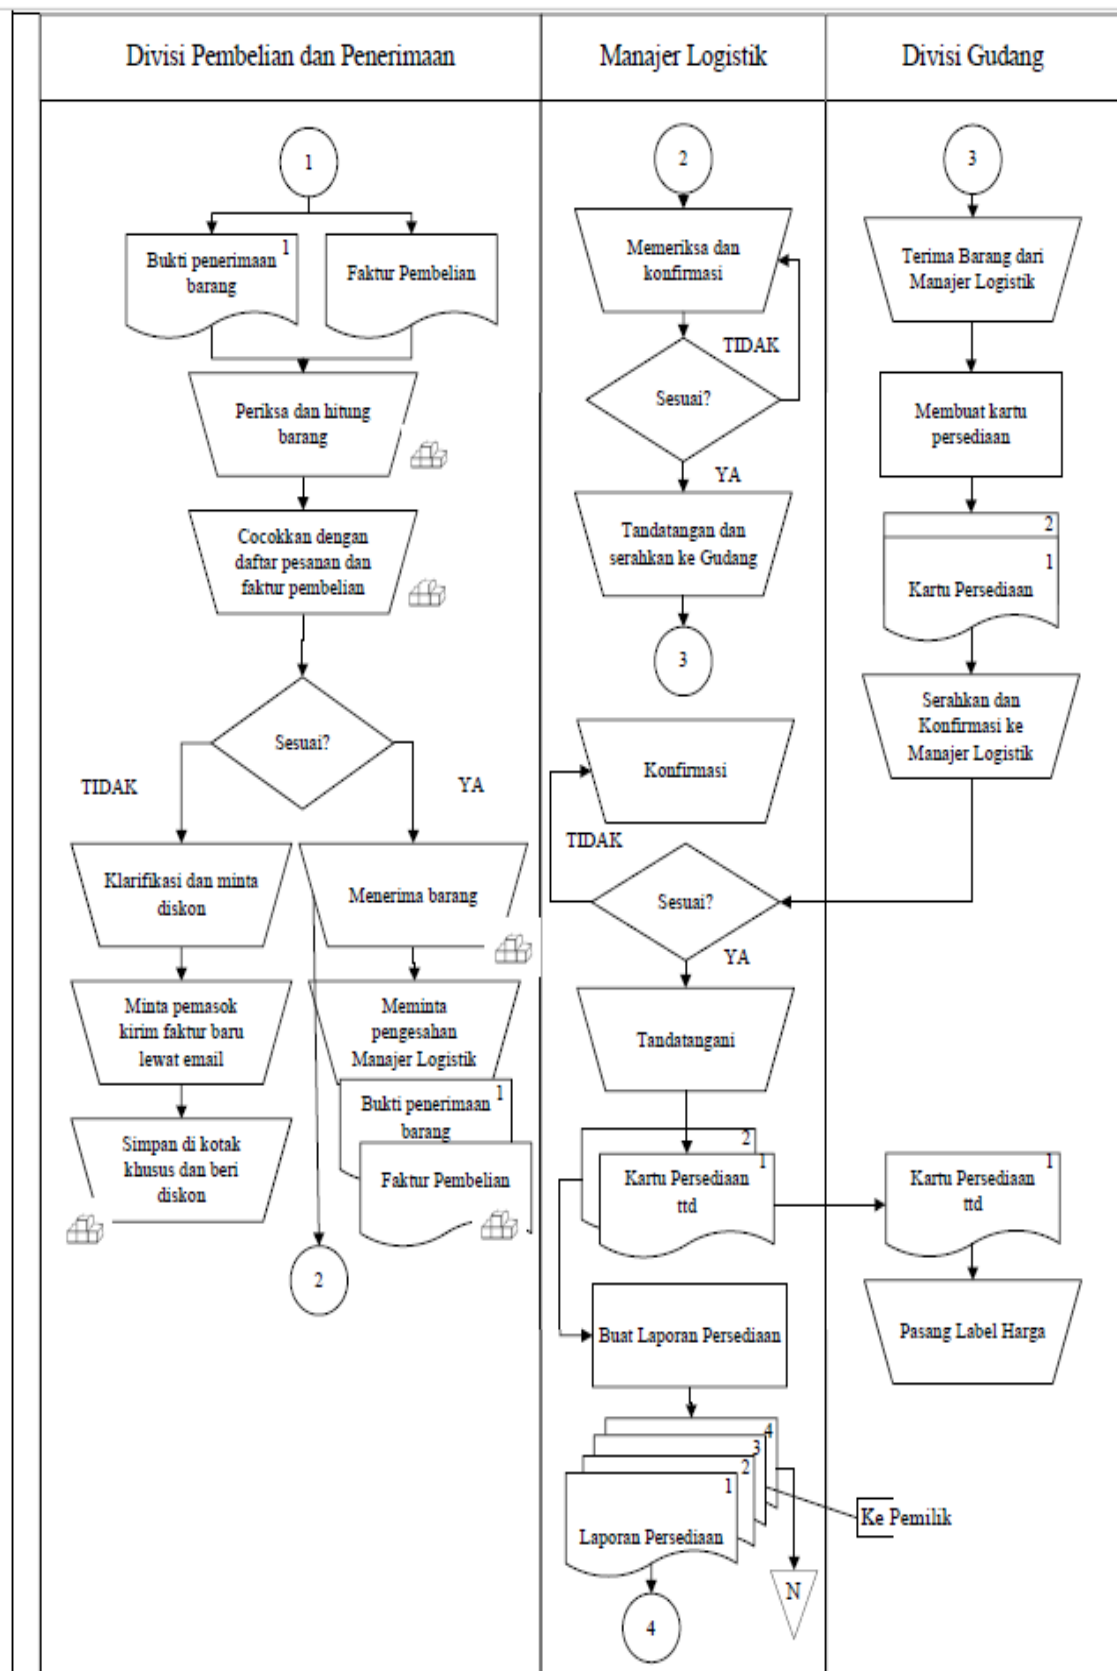 Divisi Pembelian dan Penerimaan
Manajer Logistik
Divisi Gudang
1
Bukti penerimaan
barang
1
Faktur Pembelian
Periksa dan hitung
barang
Cocokkan dengan
daftar pesanan dan
faktur pembelian
Sesuai?
TIDAK
YA
Klarifikasi dan minta
diskon
Menerima barang
Minta pemasok
kirim faktur baru
lewat email
Meminta
pengesahan
Manajer Logistik
Simpan di kotak
khusus dan beri
diskon
Bukti penerimaan
barang
1
Faktur Pembelian
2
2
Memeriksa dan
konfirmasi
TIDAK
Sesuai?
YA
Tandatangan dan
serahkan ke Gudang
3
Konfirmasi
TIDAK
Sesuai?
YA
Tandatangani
2
1
Kartu Persediaan
ttd
Buat Laporan Persediaan
4
3
2
1
Laporan Persediaan
4
N
Ke Pemilik
3
Terima Barang dari
Manajer Logistik
Membuat kartu
persediaan
2
1
Kartu Persediaan
Serahkan dan
Konfirmasi ke
Manajer Logistik
1
Kartu Persediaan
ttd
Pasang Label Harga